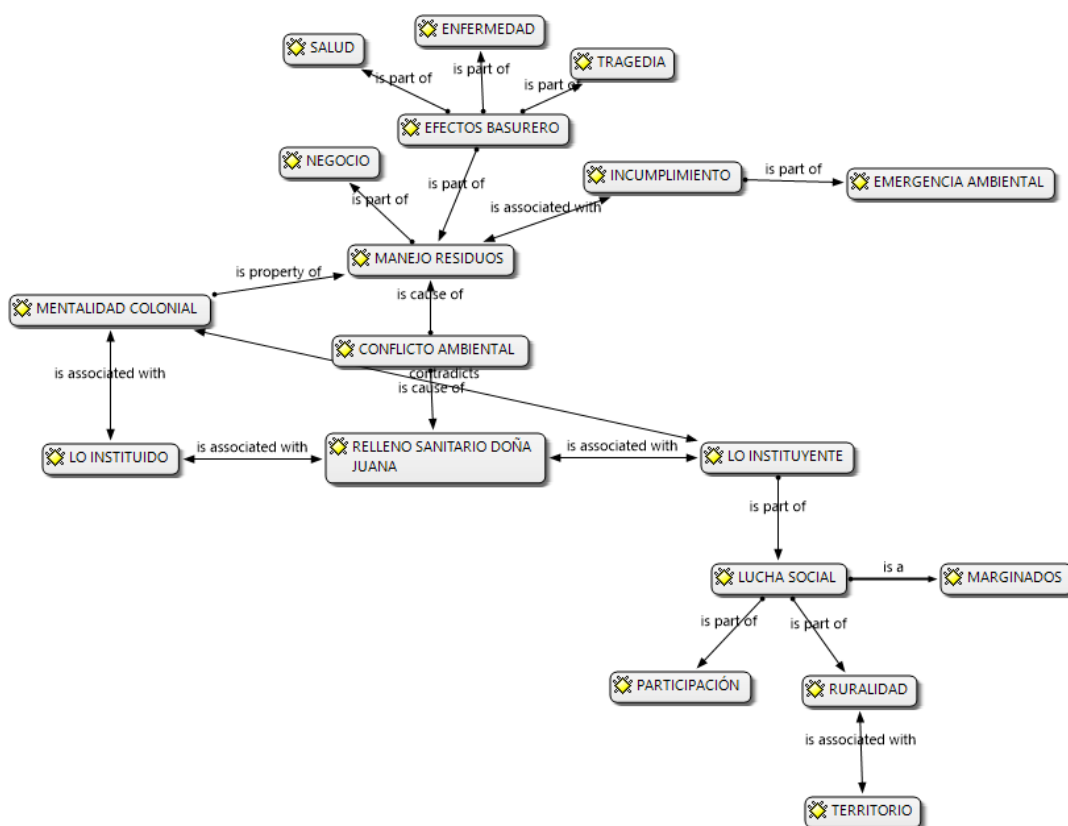 ENFERMEDAD
SALUD
TRAGEDIA
is part of
is part of
is part of
EFECTOS BASURERO
NEGOCIO
INCUMPLIMIENTO
is part of
EMERGENCIA AMBIENTAL
is part of
is part of
is associated with
MANEJO RESIDUOS
is property of
is cause of
MENTALIDAD COLONIAL
CONFLICTO AMBIENTAL
is associated with
contradicts
is cause of
LO INSTITUIDO
is associated with
RELLENO SANITARIO DOÑA
JUANA
is associated with
LO INSTITUYENTE
is part of
LUCHA SOCIAL
is a
MARGINADOS
is part of
is part of
PARTICIPACIÓN
RURALIDAD
is associated with
TERRITORIO